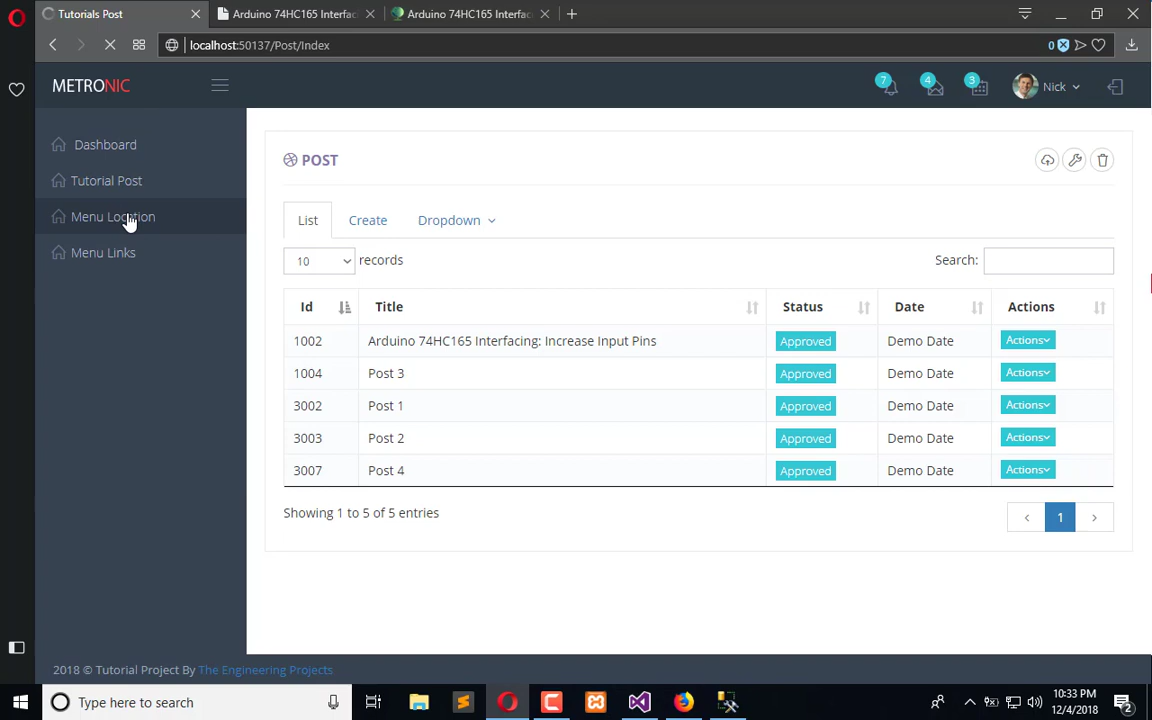 Tutorials Post
Arduino 74HC165 Interfac
Arduino 74HC165 Interfac
localhost:50137/Post/Index
0
METRONIC
7
4
3
Nick
Dashboard
Tutorial Post
Menu Location
Menu Links
POST
List
Create
Dropdown
10
records
Search:
Id
Title
Status
Date
Actions
1002
Arduino 74HC165 Interfacing: Increase Input Pins
Approved
Demo Date
Actions
1004
Post 3
Approved
Demo Date
Actions
3002
Post 1
Approved
Demo Date
Actions
3003
Post 2
Approved
Demo Date
Actions
3007
Post 4
Approved
Demo Date
Actions
Showing 1 to 5 of 5 entries
1
2018 © Tutorial Project By The Engineering Projects
Type here to search
10:33 PM
12/4/2018
2